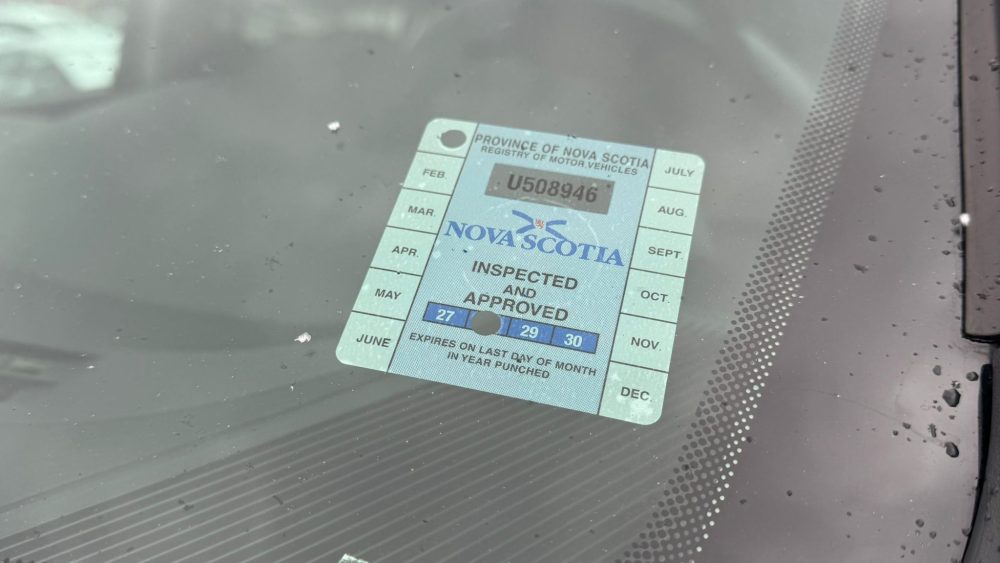 PROVINCE OF NOVA SCOTIA
REGISTRY OF MOTOR VEHICLES
U508946
NOVA SCOTIA
INSPECTED
AND
APPROVED
27 29 30
EXPIRES ON LAST DAY OF MONTH
IN YEAR PUNCHED
FEB.
MAR.
APR.
MAY
JUNE
JULY
AUG.
SEPT.
OCT.
NOV.
DEC.